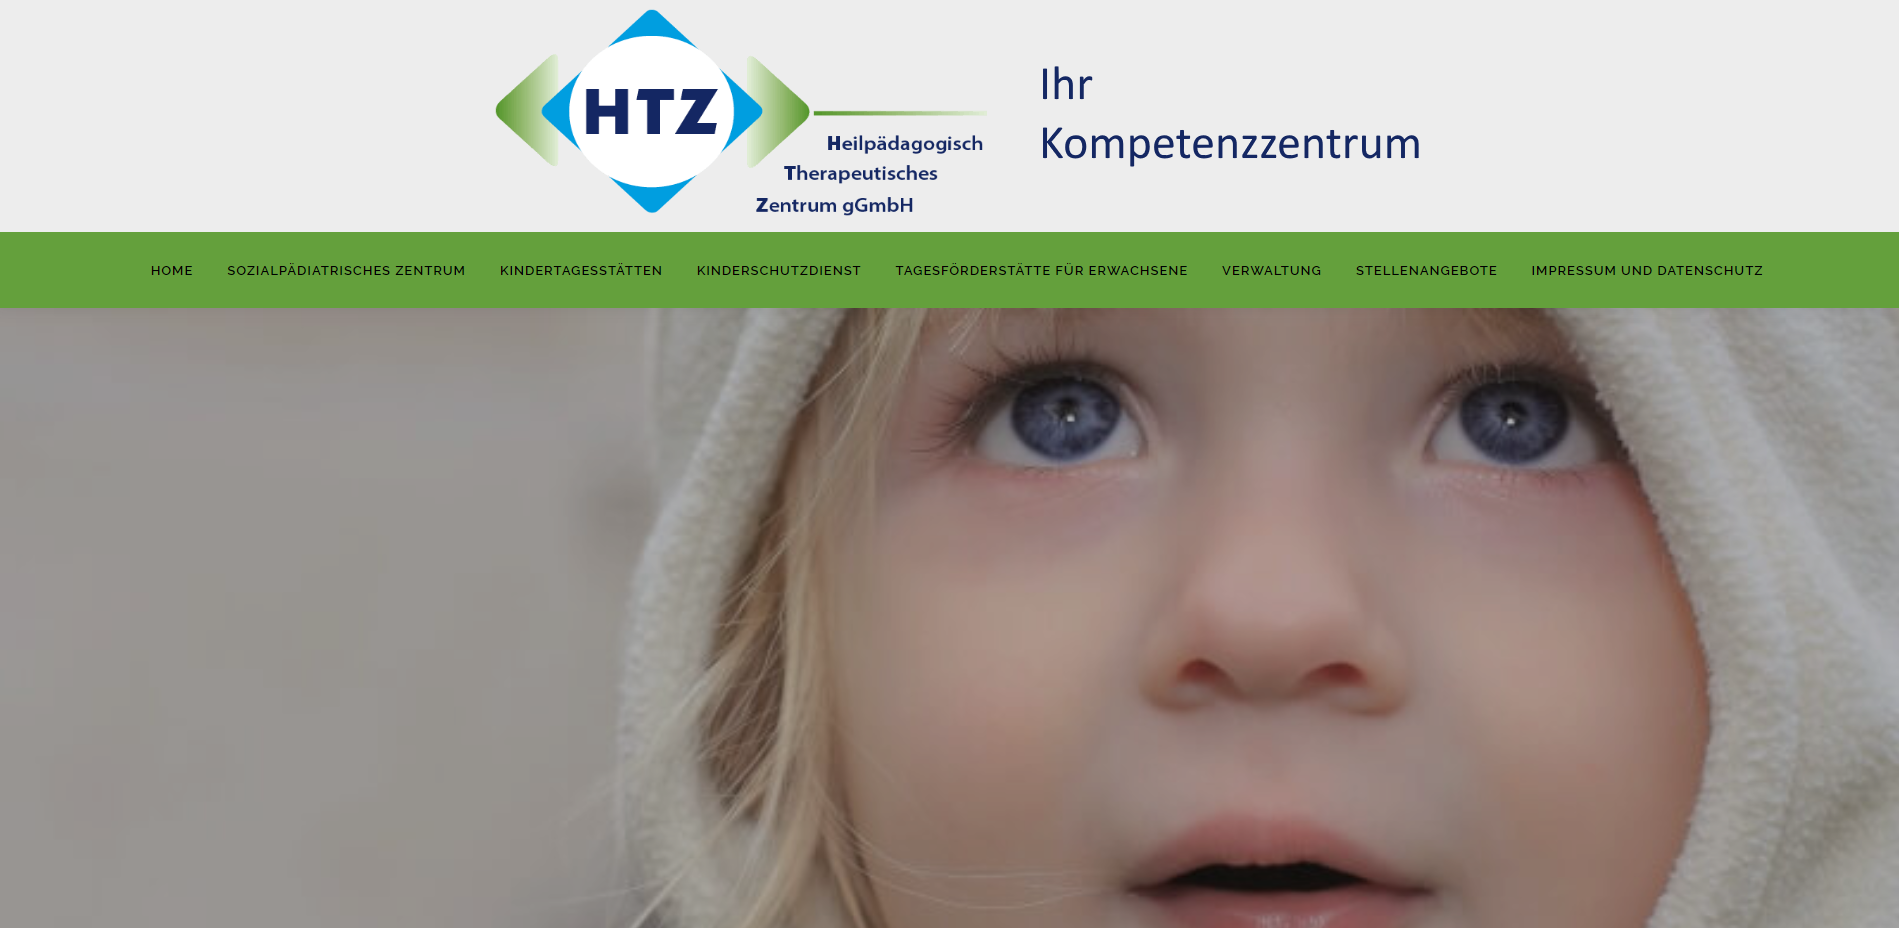 HTZ
Heilpädagogisch
Therapeutisches
Zentrum gGmbH
Ihr
Kompetenzzentrum
HOME SOZIALPÄDIATRISCHES ZENTRUM KINDERTAGESSTÄTTEN KINDERSCHUTZDIENST TAGESFÖRDERSTÄTTE FÜR ERWACHSENE VERWALTUNG STELLENANGEBOTE IMPRESSUM UND DATENSCHUTZ